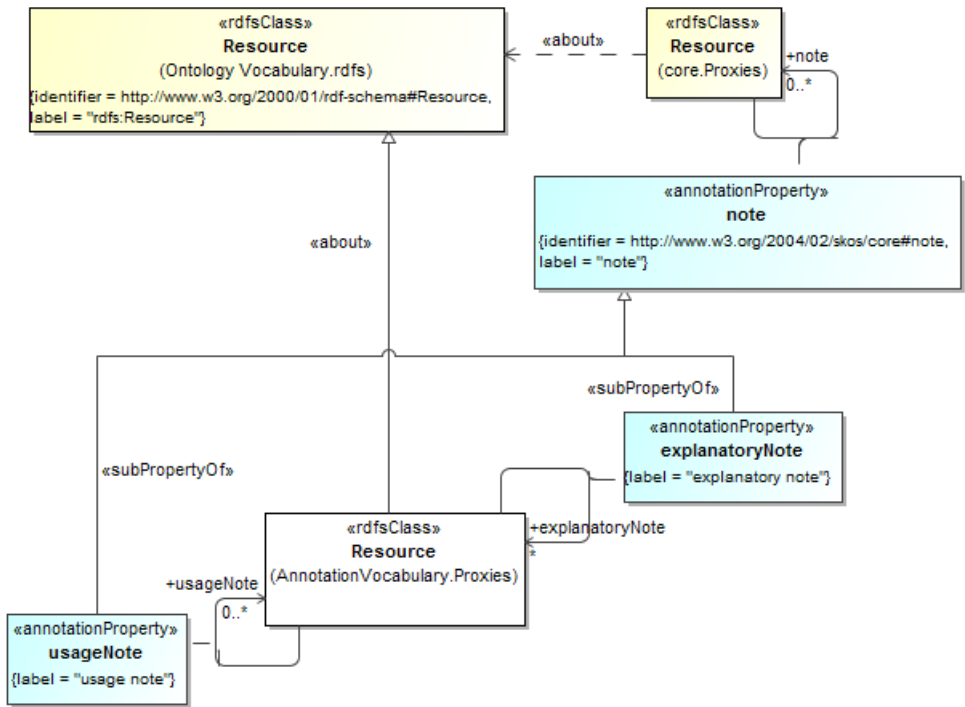 «rdfsClass»
Resource
(Ontology Vocabulary.rdfs)
{identifier = http://www.w3.org/2000/01/rdf-schema#Resource,
label = "rdfs:Resource"}
«about»
«rdfsClass»
Resource
(core.Proxies)
+note
0..*
«annotationProperty»
note
{identifier = http://www.w3.org/2004/02/skos/core#note,
label = "note"}
«about»
«subPropertyOf»
«annotationProperty»
explanatoryNote
{label = "explanatory note"}
«subPropertyOf»
«rdfsClass»
Resource
(AnnotationVocabulary.Proxies)
+explanatoryNote
*
+usageNote
0..*
«annotationProperty»
usageNote
{label = "usage note"}